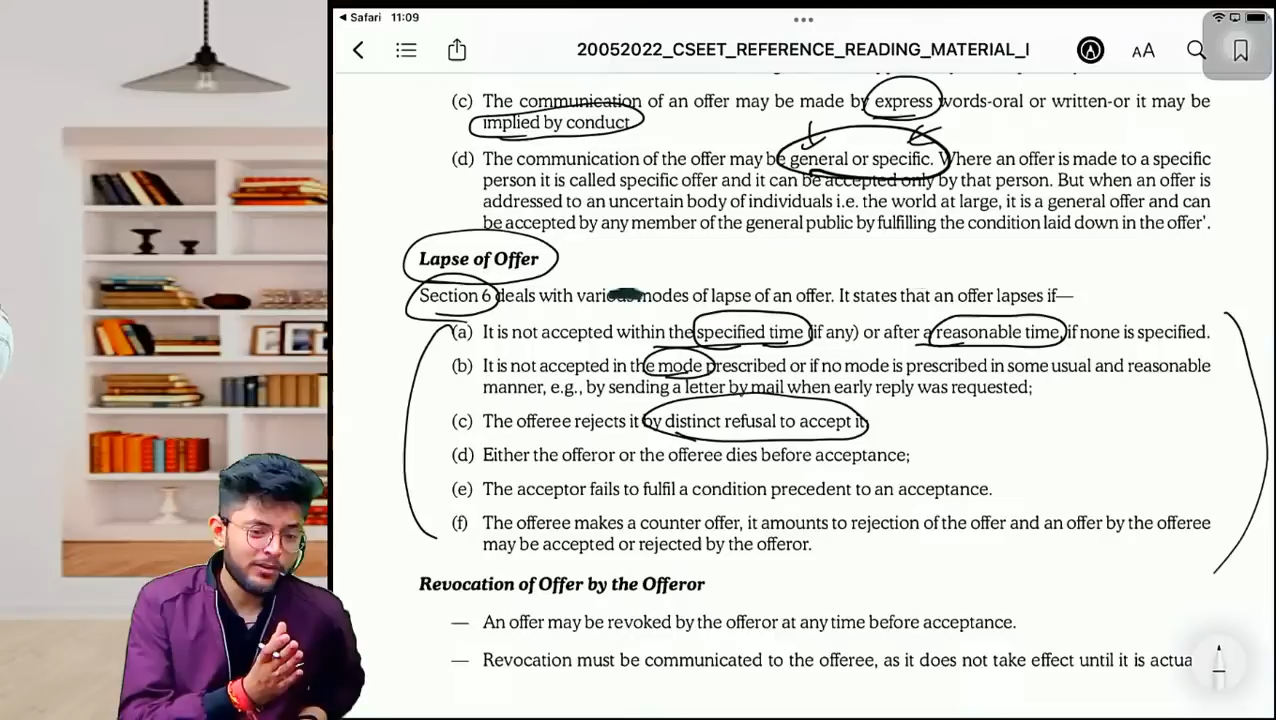 Safari 11:09
20052022_CSEET_REFERENCE_READING_MATERIAL_I
AA
(c) The communication of an offer may be made by express words-oral or written-or it may be
implied by conduct
(d) The communication of the offer may be general or specific. Where an offer is made to a specific
person it is called specific offer and it can be accepted only by that person. But when an offer is
addressed to an uncertain body of individuals i.e. the world at large, it is a general offer and can
be accepted by any member of the general public by fulfilling the condition laid down in the offer'.
Lapse of Offer
Section 6 deals with various modes of lapse of an offer. It states that an offer lapses if—
(a) It is not accepted within the specified time (if any) or after a reasonable time, if none is specified.
(b) It is not accepted in the mode prescribed or if no mode is prescribed in some usual and reasonable
manner, e.g., by sending a letter by mail when early reply was requested;
(c) The offeree rejects it by distinct refusal to accept it
(d) Either the offeror or the offeree dies before acceptance;
(e) The acceptor fails to fulfil a condition precedent to an acceptance.
(f) The offeree makes a counter offer, it amounts to rejection of the offer and an offer by the offeree
may be accepted or rejected by the offeror.
Revocation of Offer by the Offeror
— An offer may be revoked by the offeror at any time before acceptance.
— Revocation must be communicated to the offeree, as it does not take effect until it is actua